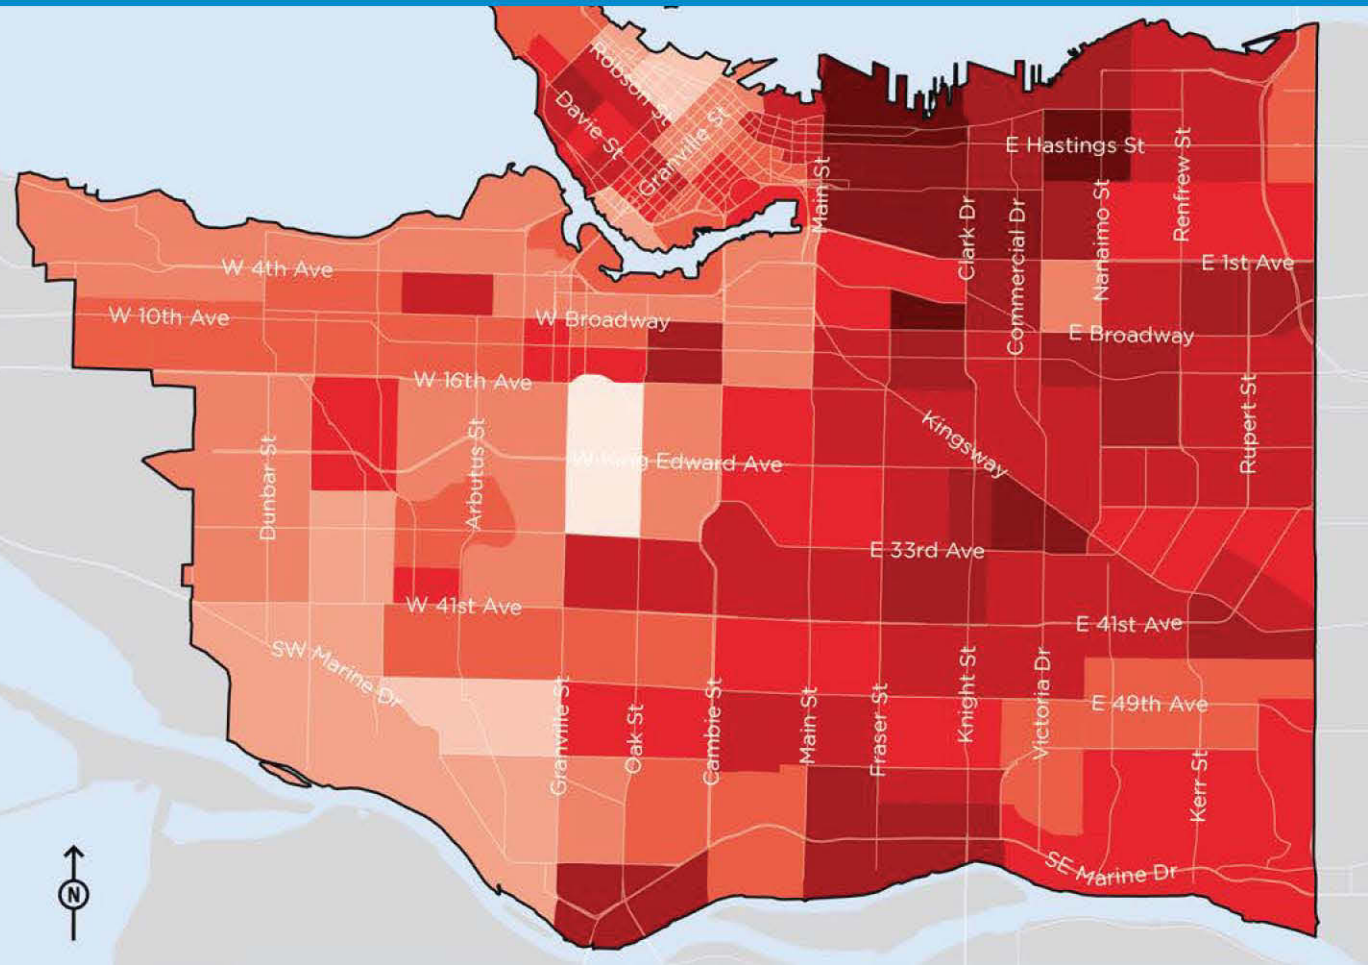 Robson St
Davie St
Granville St
Main St
E Hastings St
Renfrew St
Nanaimo St
Clark Dr
Commercial Dr
W 4th Ave
E 1st Ave
W 10th Ave
W Broadway
E Broadway
W 16th Ave
Kingsway
Rupert St
Dunbar St
Arbutus St
W King Edward Ave
E 33rd Ave
W 41st Ave
E 41st Ave
SW Marine Dr
Granville St
Oak St
Cambie St
Main St
Fraser St
Knight St
Victoria Dr
E 49th Ave
Kerr St
SE Marine Dr
N